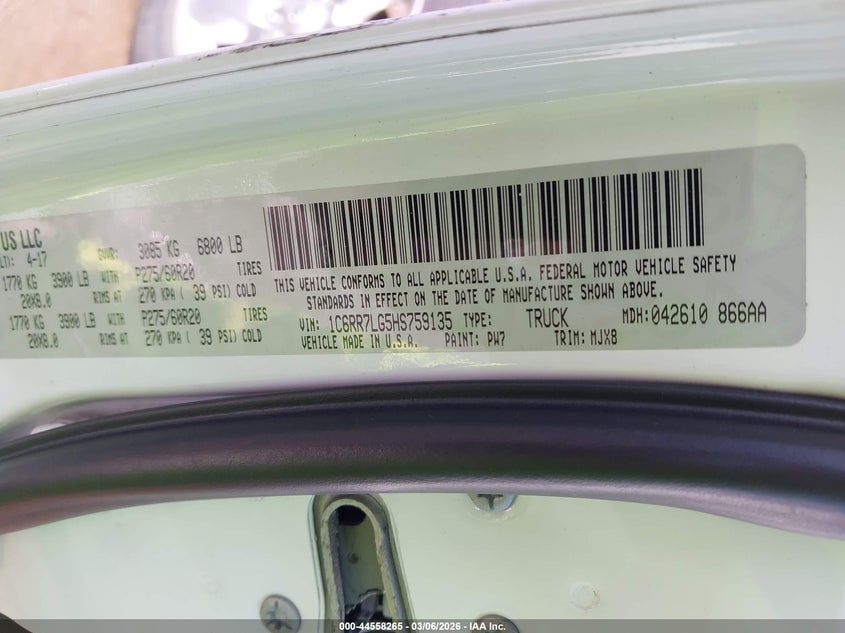 US LLC
4-17 GVWR: 3085 KG 6800 LB
1770 KG 3900 LB WITH P275/60R20 TIRES
20X8.0 RIMS AT 270 KPA ( 39 PSI) COLD
1770 KG 3900 LB WITH P275/60R20 TIRES
20X8.0 RIMS AT 270 KPA ( 39 PSI) COLD
THIS VEHICLE CONFORMS TO ALL APPLICABLE U.S.A. FEDERAL MOTOR VEHICLE SAFETY
STANDARDS IN EFFECT ON THE DATE OF MANUFACTURE SHOWN ABOVE.
VIN: 1C6RR7LG5HS759135 TYPE: TRUCK MDH:042610 866AA
VEHICLE MADE IN U.S.A. PAINT: PW7 TRIM: MJX8
000-44558265 - 03/06/2026 - IAA Inc.